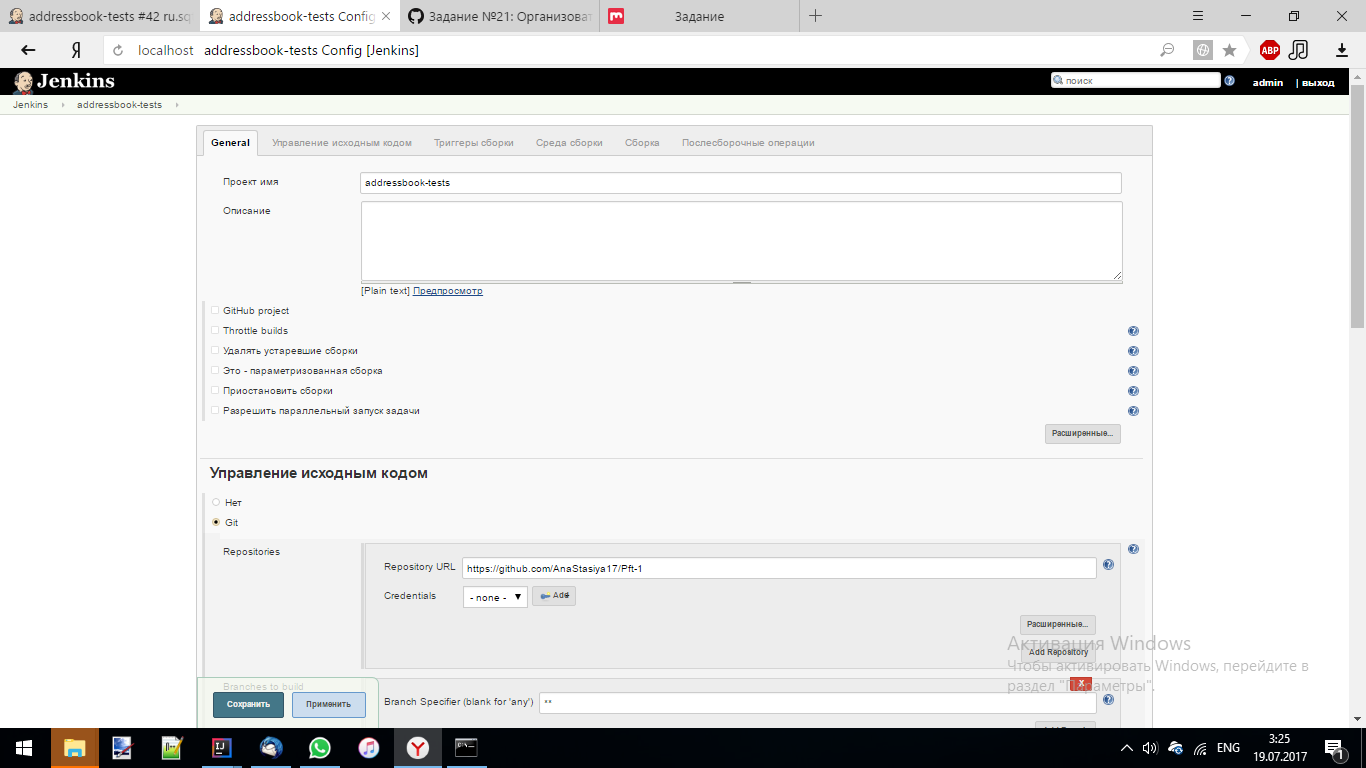 addressbook-tests #42 ru.sq
addressbook-tests Config
Задание №21: Организоват
Задание
localhost addressbook-tests Config [Jenkins]
ABP
Jenkins
поиск
admin | выход
Jenkins addressbook-tests
General Управление исходным кодом Триггеры сборки Среда сборки Сборка Послесборочные операции
Проект имя addressbook-tests
Описание
[Plain text] Предпросмотр
GitHub project
Throttle builds
Удалять устаревшие сборки
Это - параметризованная сборка
Приостановить сборки
Разрешить параллельный запуск задачи
Расширенные...
Управление исходным кодом
Нет
Git
Repositories
Repository URL https://github.com/AnaStasiya17/Pft-1
Credentials - none - Add
Расширенные...
Add Repository
Активация Windows
Чтобы активировать Windows, перейдите в
раздел "Параметры".
Branches to build
X
Сохранить Применить
Branch Specifier (blank for 'any') **
ENG
3:25
19.07.2017
1